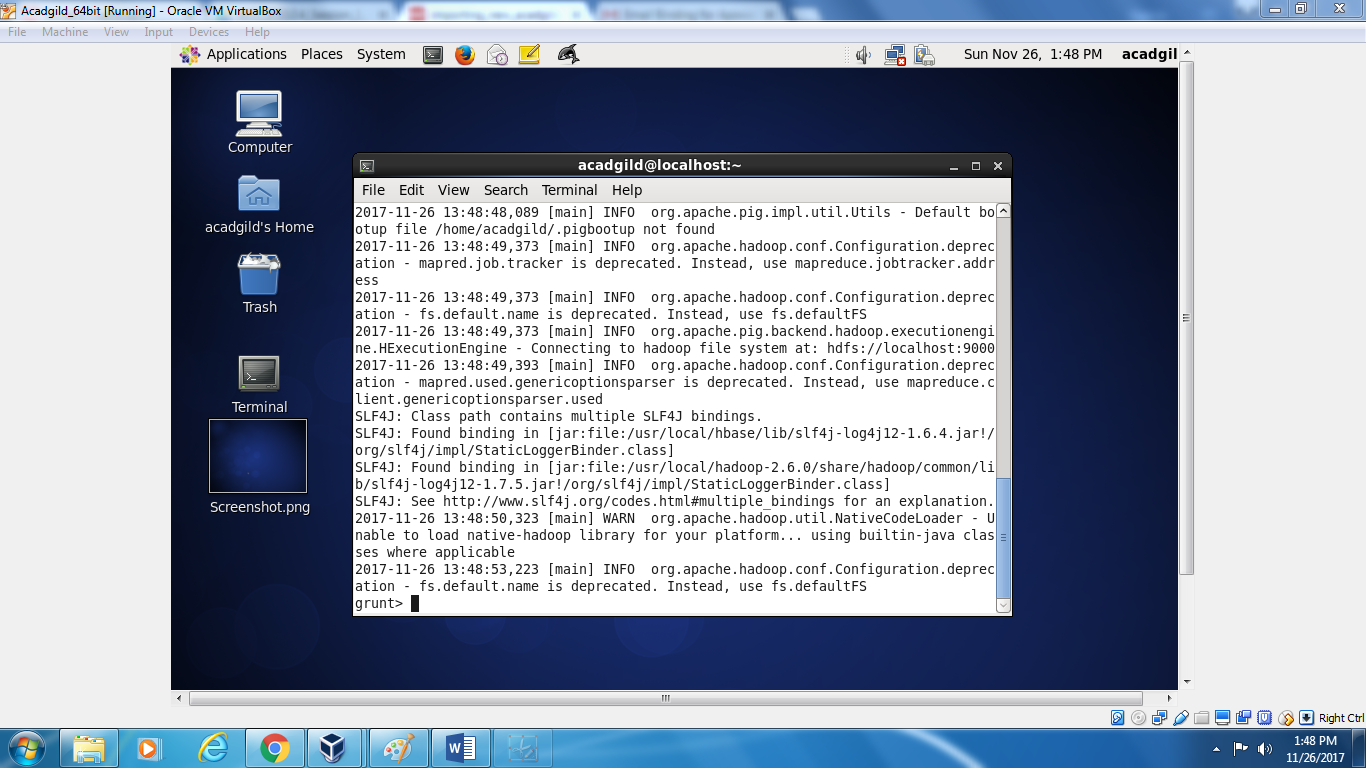 Acadgild_64bit [Running] - Oracle VM VirtualBox
File Machine View Input Devices Help
Applications Places System Sun Nov 26, 1:48 PM acadgil
Computer
acadgild's Home
Trash
Terminal
Screenshot.png
acadgild@localhost:~
File Edit View Search Terminal Help
2017-11-26 13:48:48,089 [main] INFO  org.apache.pig.impl.util.Utils - Default bo
otup file /home/acadgild/.pigbootup not found
2017-11-26 13:48:49,373 [main] INFO  org.apache.hadoop.conf.Configuration.deprec
ation - mapred.job.tracker is deprecated. Instead, use mapreduce.jobtracker.addr
ess
2017-11-26 13:48:49,373 [main] INFO  org.apache.hadoop.conf.Configuration.deprec
ation - fs.default.name is deprecated. Instead, use fs.defaultFS
2017-11-26 13:48:49,373 [main] INFO  org.apache.pig.backend.hadoop.executionengi
ne.HExecutionEngine - Connecting to hadoop file system at: hdfs://localhost:9000
2017-11-26 13:48:49,393 [main] INFO  org.apache.hadoop.conf.Configuration.deprec
ation - mapred.used.genericoptionsparser is deprecated. Instead, use mapreduce.c
lient.genericoptionsparser.used
SLF4J: Class path contains multiple SLF4J bindings.
SLF4J: Found binding in [jar:file:/usr/local/hbase/lib/slf4j-log4j12-1.6.4.jar!/
org/slf4j/impl/StaticLoggerBinder.class]
SLF4J: Found binding in [jar:file:/usr/local/hadoop-2.6.0/share/hadoop/common/li
b/slf4j-log4j12-1.7.5.jar!/org/slf4j/impl/StaticLoggerBinder.class]
SLF4J: See http://www.slf4j.org/codes.html#multiple_bindings for an explanation.
2017-11-26 13:48:50,323 [main] WARN  org.apache.hadoop.util.NativeCodeLoader - U
nable to load native-hadoop library for your platform... using builtin-java clas
ses where applicable
2017-11-26 13:48:53,223 [main] INFO  org.apache.hadoop.conf.Configuration.deprec
ation - fs.default.name is deprecated. Instead, use fs.defaultFS
grunt>
Right Ctrl
1:48 PM
11/26/2017